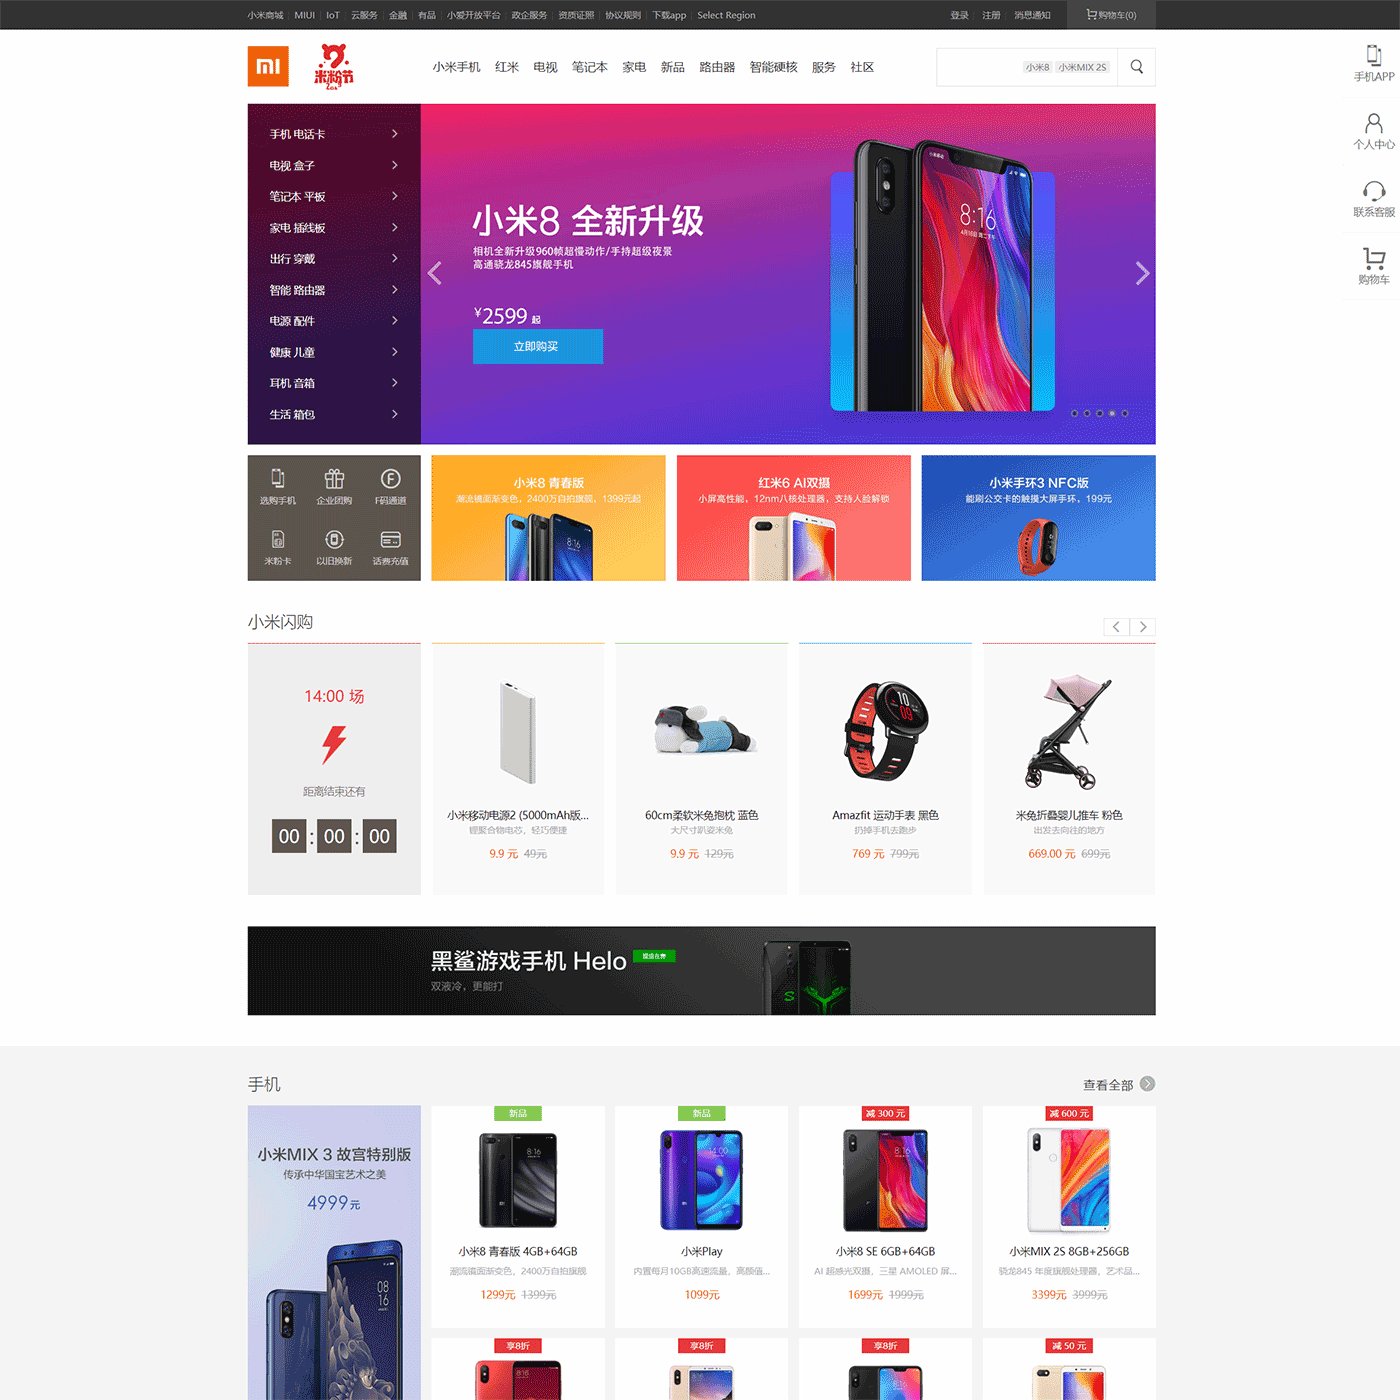 小米商城 MIUI IoT 云服务 金融 有品 小爱开放平台 政企服务 资质证照 协议规则 下载app Select Region
登录 注册 消息通知 购物车(0)
mi
米粉节
小米手机 红米 电视 笔记本 家电 新品 路由器 智能硬核 服务 社区
小米8 小米MIX 2S
手机APP
个人中心
联系客服
购物车
手机 电话卡
电视 盒子
笔记本 平板
家电 插线板
出行 穿戴
智能 路由器
电源 配件
健康 儿童
耳机 音箱
生活 箱包
小米8 全新升级
相机全新升级960帧超慢动作/手持超级夜景
高通骁龙845旗舰手机
¥2599 起
立即购买
8:16
选购手机 企业团购 F码通道
米粉卡 以旧换新 话费充值
小米8 青春版
潮流镜面渐变色，2400万自拍旗舰，1399元起
8:16
红米6 AI双摄
小屏高性能，12nm八核处理器，支持人脸解锁
8:16
小米手环3 NFC版
能刷公交卡的触摸大屏手环，199元
小米闪购
14:00 场
距离结束还有
00 : 00 : 00
小米移动电源2 (5000mAh版...
锂聚合物电芯，轻巧便捷
9.9 元 49元
60cm柔软米兔抱枕 蓝色
大尺寸趴姿米兔
9.9 元 129元
10
09
Amazfit 运动手表 黑色
扔掉手机去跑步
769 元 799元
米兔折叠婴儿推车 粉色
出发去向往的地方
669.00 元 699元
黑鲨游戏手机 Helo
双液冷，更能打
手机
查看全部
小米MIX 3 故宫特别版
传承中华国宝艺术之美
4999元
08
16
新品
8:16
小米8 青春版 4GB+64GB
潮流镜面渐变色，2400万自拍旗舰
1299元 1399元
新品
小米Play
内置每月10GB高速流量，高颜值...
1099元
减 300 元
8:16
小米8 SE 6GB+64GB
AI 超感光双摄，三星 AMOLED 屏...
1699元 1999元
减 600 元
小米MIX 2S 8GB+256GB
骁龙845 年度旗舰处理器，艺术品...
3399元 3999元
享8折
享8折
享8折
减 50 元